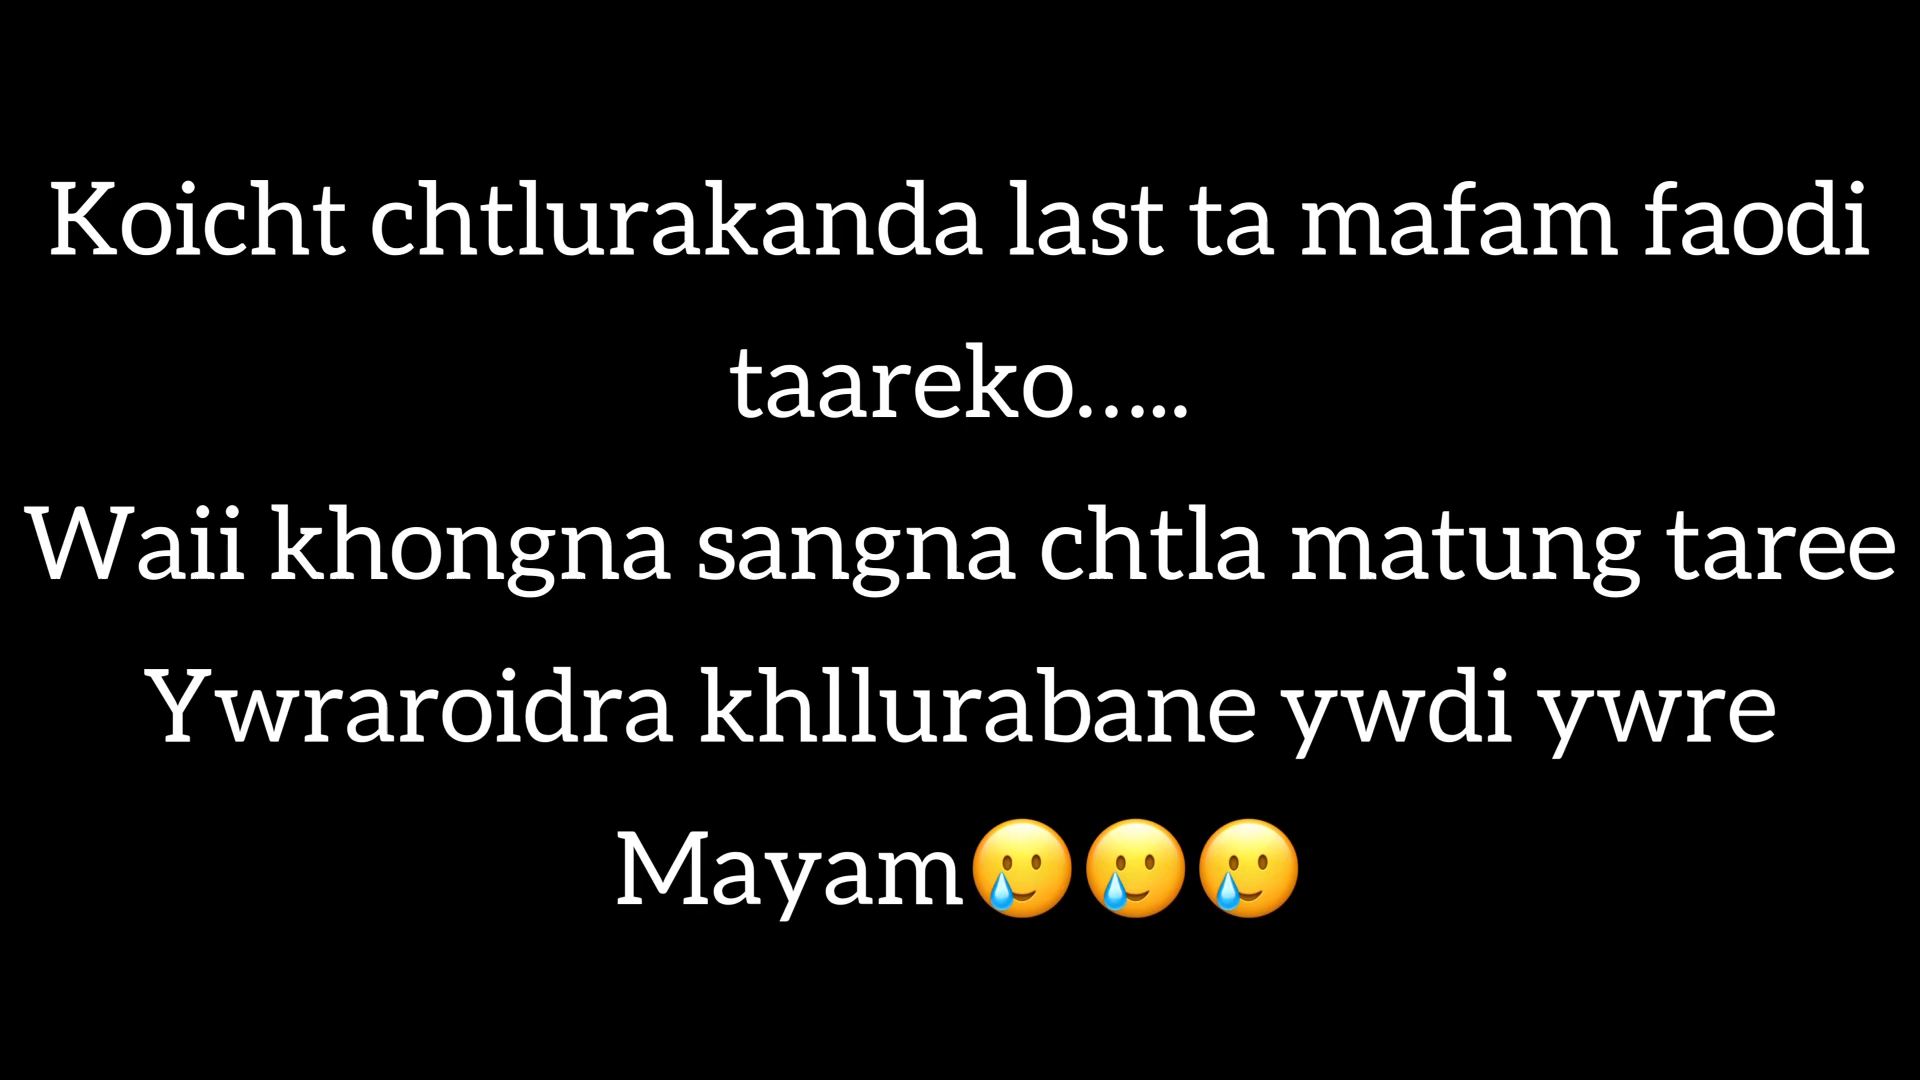 Koicht chtlurakanda last ta mafam faodi
taareko…..
Waii khongna sangna chtla matung taree
Ywraroidra khllurabane ywdi ywre
Mayam🥲🥲🥲